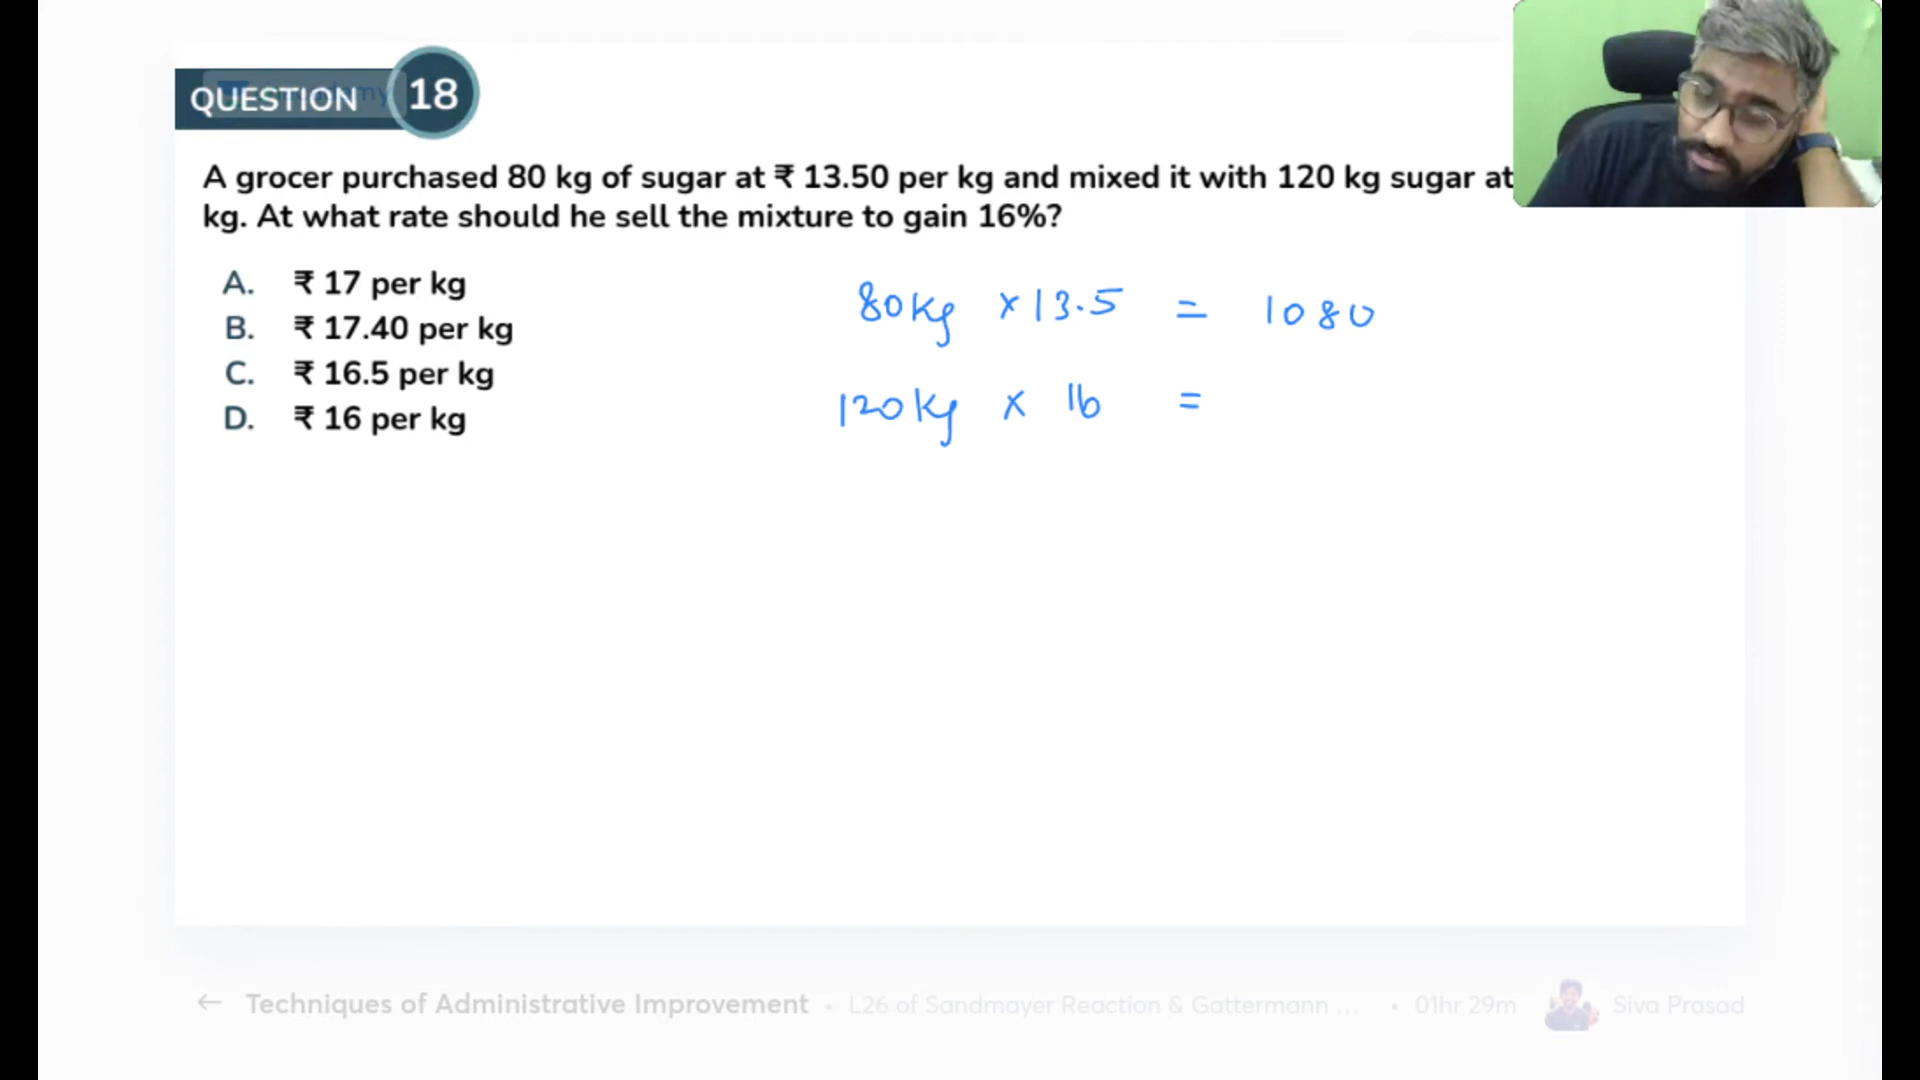 QUESTION 18
A grocer purchased 80 kg of sugar at ₹ 13.50 per kg and mixed it with 120 kg sugar at
kg. At what rate should he sell the mixture to gain 16%?
A. ₹ 17 per kg
B. ₹ 17.40 per kg
C. ₹ 16.5 per kg
D. ₹ 16 per kg
80kg × 13.5 = 1080
120kg × 16 =
← Techniques of Administrative Improvement • L26 of Sandmayer Reaction & Gattermann ... • 01hr 29m Siva Prasad